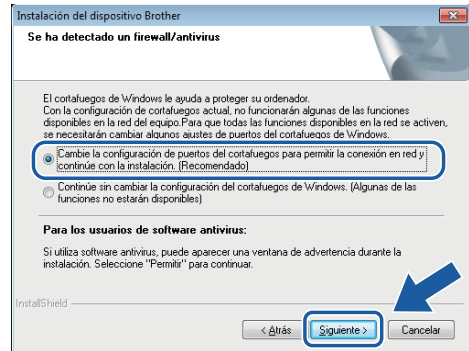 Instalación del dispositivo Brother
Se ha detectado un firewall/antivirus
El cortafuegos de Windows le ayuda a proteger su ordenador.
Con la configuración de cortafuegos actual, no funcionarán algunas de las funciones
disponibles en la red del equipo.Para que todas las funciones disponibles en la red se activen,
se necesitarán cambiar algunos ajustes de puertos del cortafuegos de Windows.
Cambie la configuración de puertos del cortafuegos para permitir la conexión en red y
continúe con la instalación. (Recomendado)
Continúe sin cambiar la configuración del cortafuegos de Windows. (Algunas de las
funciones no estarán disponibles)
Para los usuarios de software antivirus:
Si utiliza software antivirus, puede aparecer una ventana de advertencia durante la
instalación. Seleccione "Permitir" para continuar.
InstallShield
< Atrás
Siguiente >
Cancelar